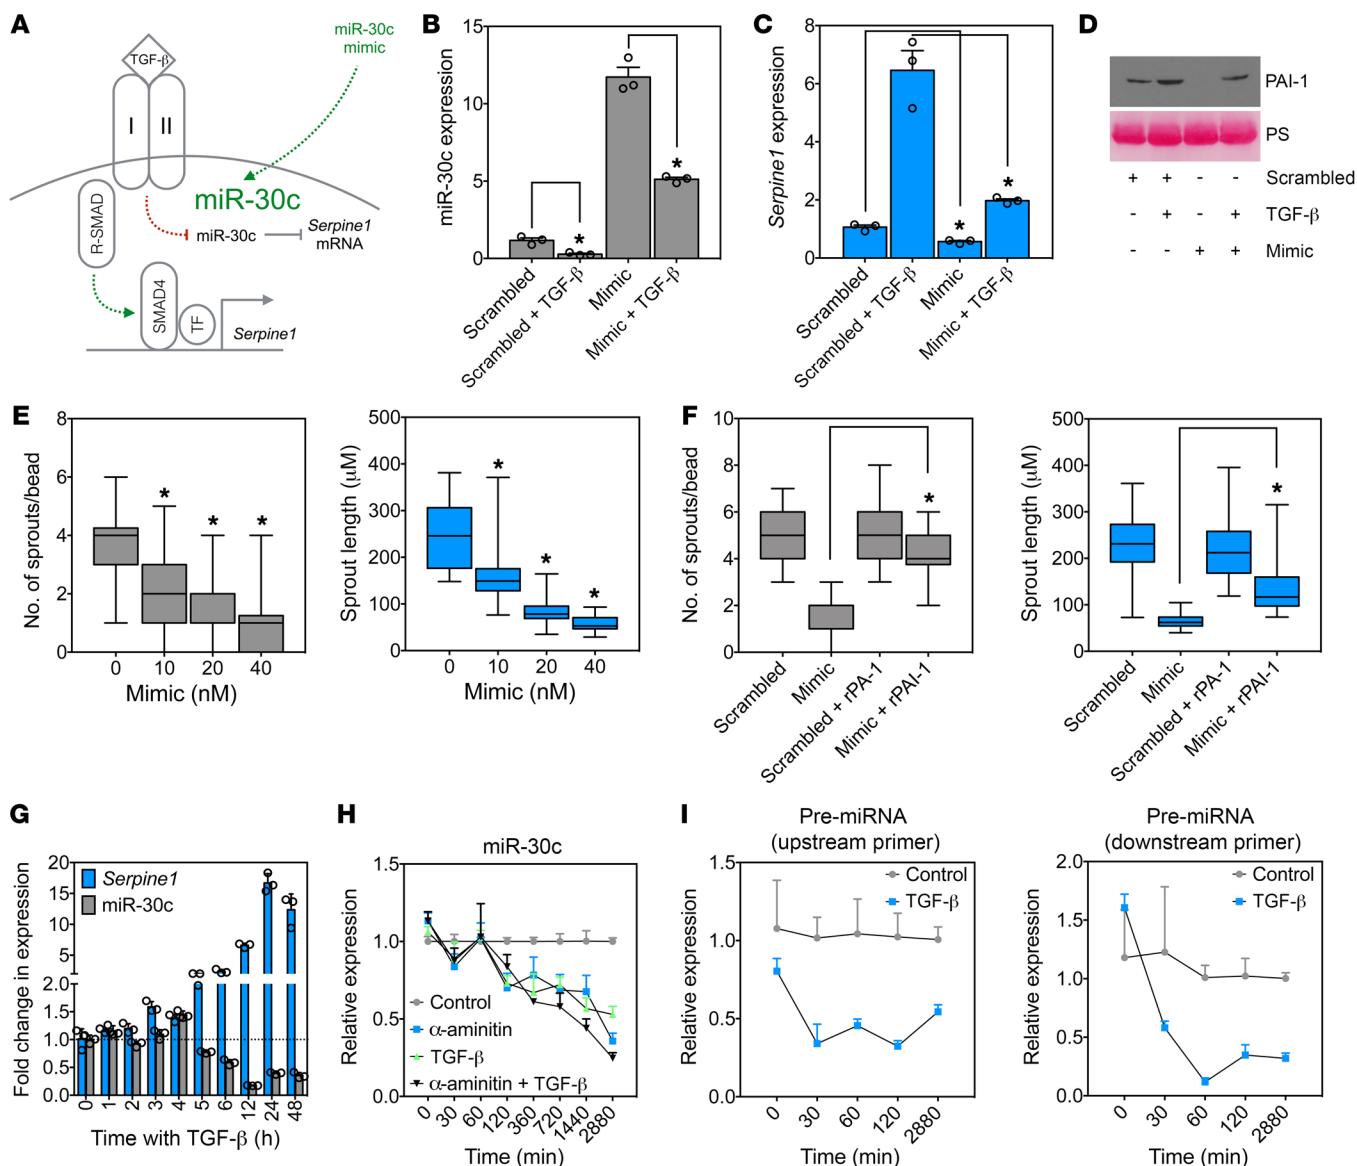 A
TGF-β
I
II
miR-30c
mimic
miR-30c
R-SMAD
miR-30c
Serpine1
mRNA
SMAD4
TF
Serpine1
B
miR-30c expression
15
10
5
0
*
*
Scrambled
Scrambled + TGF-β
Mimic
Mimic + TGF-β
C
Serpine1 expression
8
6
4
2
0
*
*
Scrambled
Scrambled + TGF-β
Mimic
Mimic + TGF-β
D
PAI-1
PS
+ + - - Scrambled
- + - + TGF-β
- - + + Mimic
E
No. of sprouts/bead
8
6
4
2
0
* * *
0 10 20 40
Mimic (nM)
Sprout length (μM)
500
400
300
200
100
0
* * *
0 10 20 40
Mimic (nM)
F
No. of sprouts/bead
10
8
6
4
2
0
*
Scrambled
Mimic
Scrambled + rPA-1
Mimic + rPAI-1
Sprout length (μM)
500
400
300
200
100
0
*
Scrambled
Mimic
Scrambled + rPA-1
Mimic + rPAI-1
G
Fold change in expression
20
15
10
5
2.0
1.5
1.0
0.5
0.0
Serpine1
miR-30c
0 1 2 3 4 5 6 12 24 48
Time with TGF-β (h)
H
miR-30c
Relative expression
1.5
1.0
0.5
0.0
Control
α-aminitin
TGF-β
α-aminitin + TGF-β
0 30 60 120 360 720 1440 2880
Time (min)
I
Pre-miRNA
(upstream primer)
Relative expression
1.5
1.0
0.5
0.0
Control
TGF-β
0 30 60 120 2880
Time (min)
Pre-miRNA
(downstream primer)
Relative expression
2.0
1.5
1.0
0.5
0.0
Control
TGF-β
0 30 60 120 2880
Time (min)